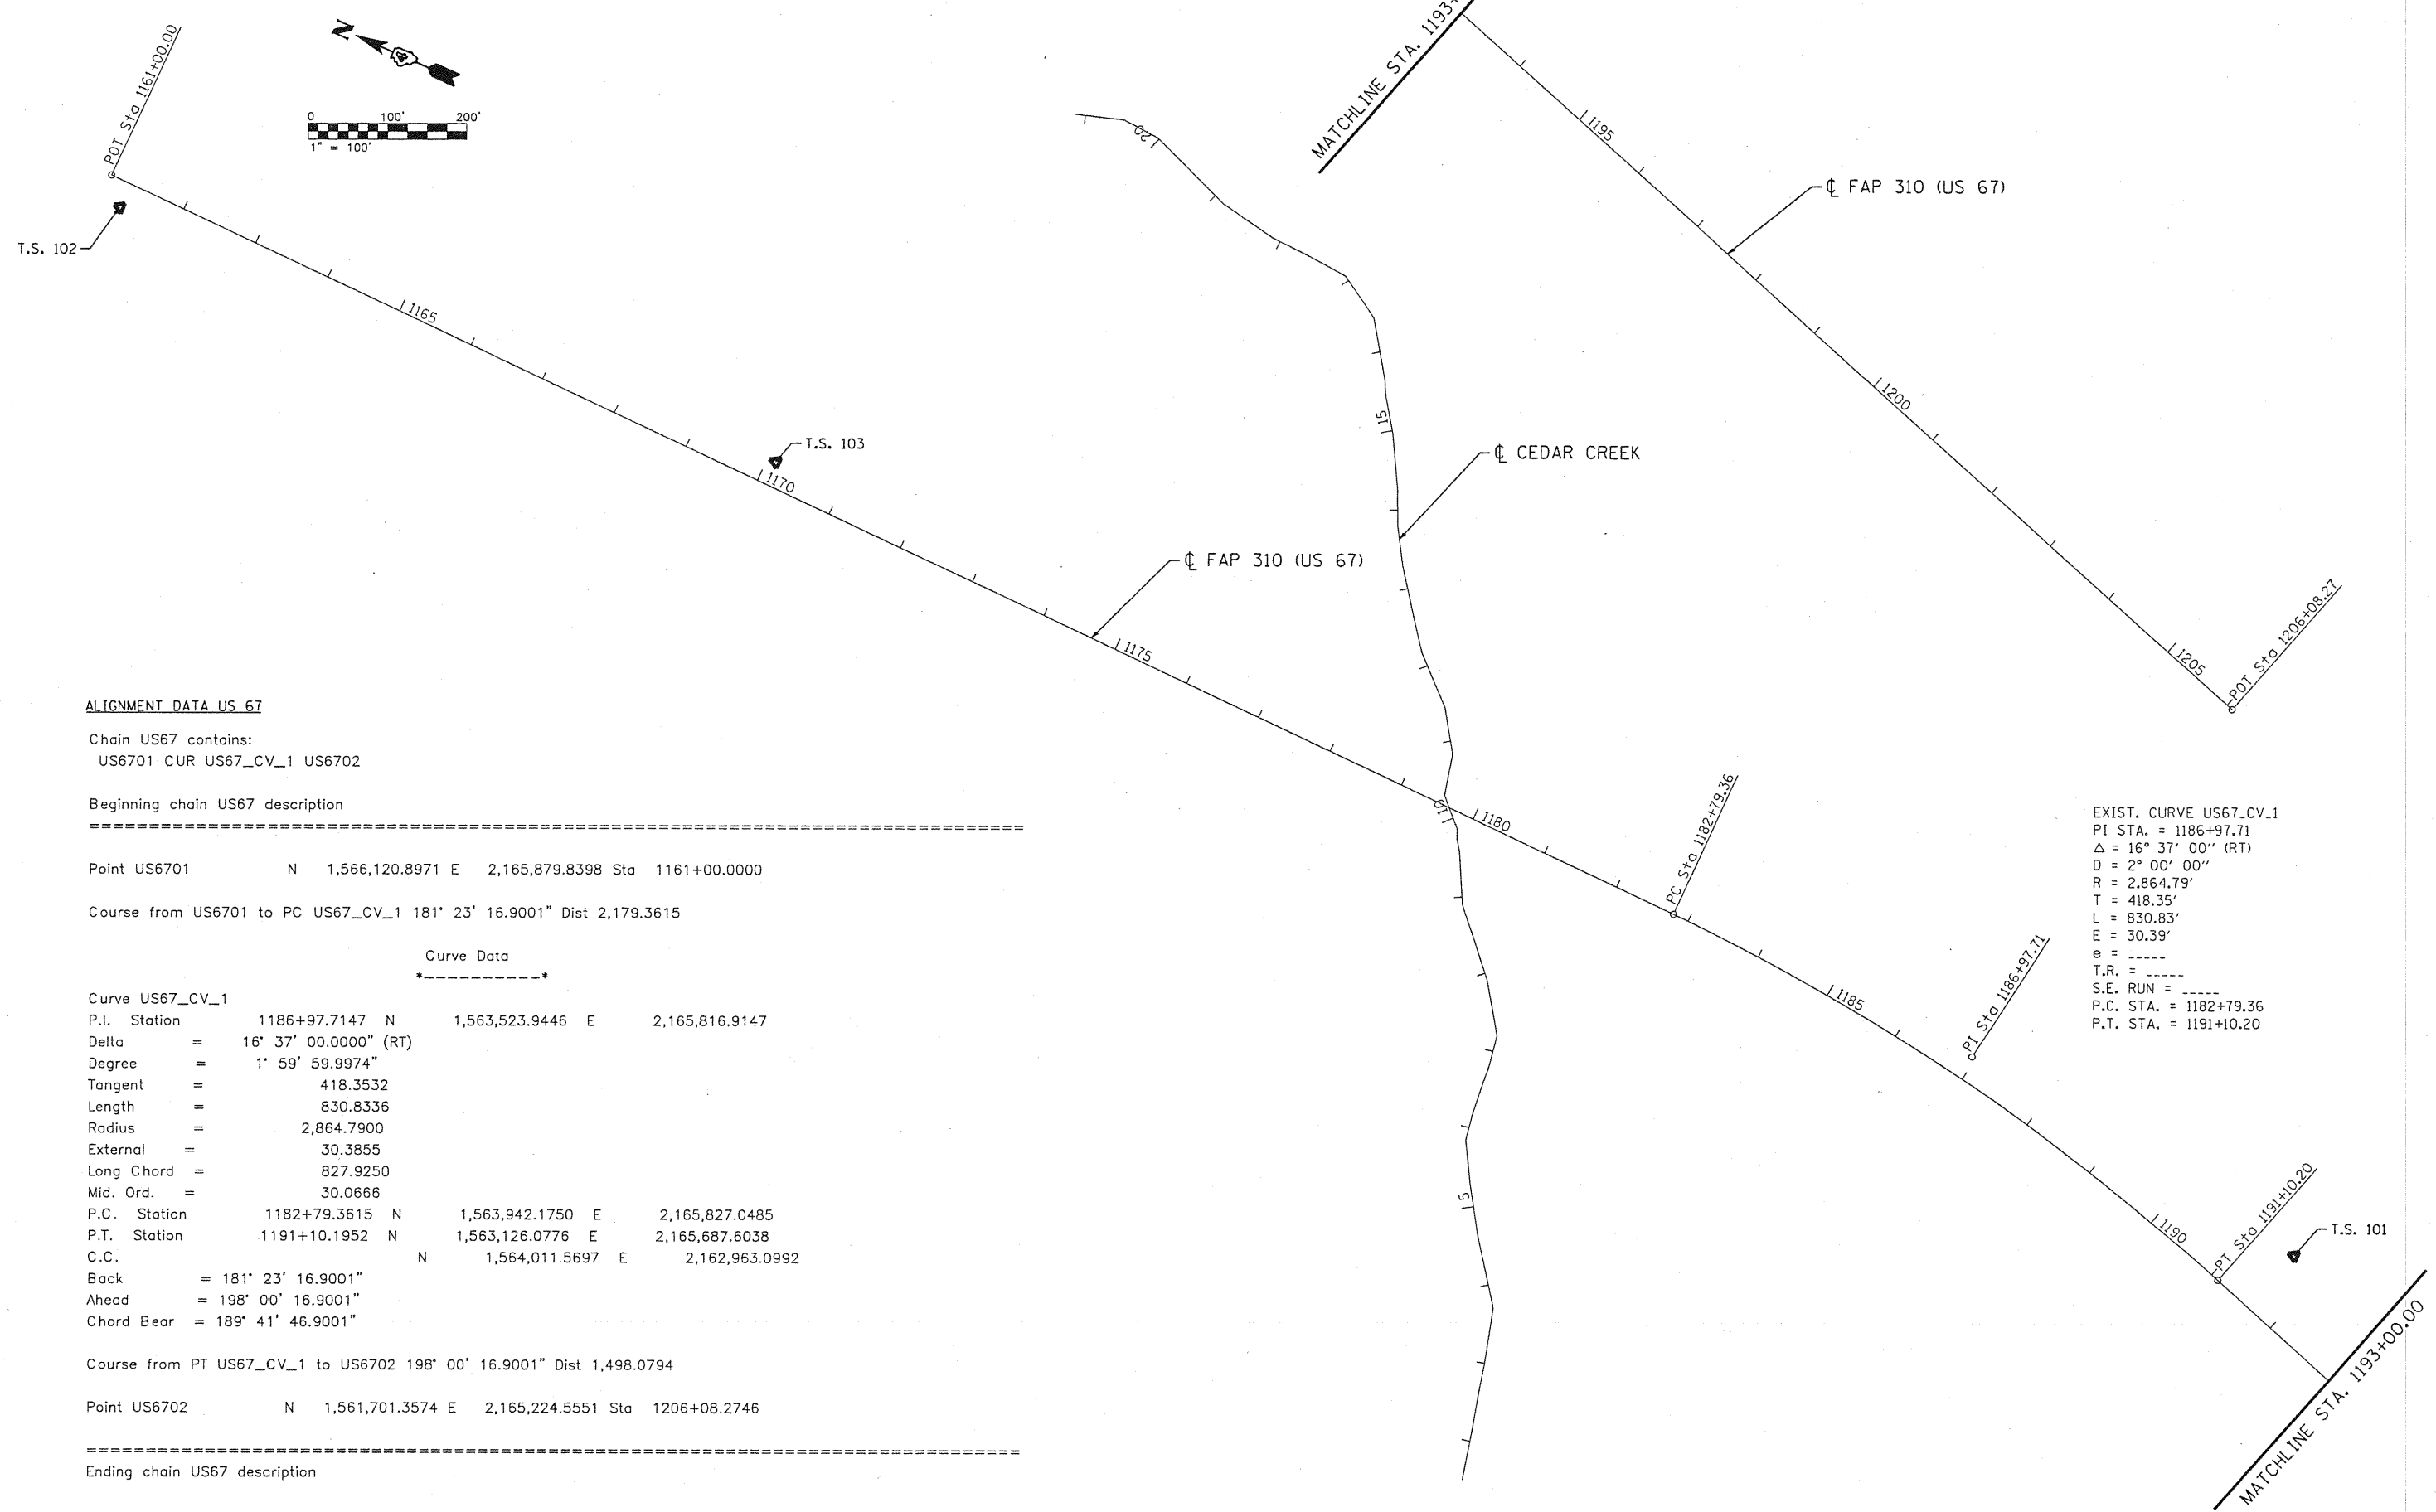 POT Sta 1161+00.00
N
0 100' 200'
1" = 100'
T.S. 102
1165
T.S. 103
1170
℄ FAP 310 (US 67)
1175
1180
PC Sta 1182+79.36
1185
PI Sta 1186+97.71
1190
PT Sta 1191+10.20
T.S. 101
MATCHLINE STA. 1193+00.00
20
15
℄ CEDAR CREEK
10
5
MATCHLINE STA. 1193+
1195
℄ FAP 310 (US 67)
1200
1205
POT Sta 1206+08.27
ALIGNMENT DATA US 67
Chain US67 contains:
US6701 CUR US67_CV_1 US6702
Beginning chain US67 description
Point US6701 N 1,566,120.8971 E 2,165,879.8398 Sta 1161+00.0000
Course from US6701 to PC US67_CV_1 181° 23' 16.9001" Dist 2,179.3615
Curve Data
*----------*
Curve US67_CV_1
P.I. Station 1186+97.7147 N 1,563,523.9446 E 2,165,816.9147
Delta = 16° 37' 00.0000" (RT)
Degree = 1° 59' 59.9974"
Tangent = 418.3532
Length = 830.8336
Radius = 2,864.7900
External = 30.3855
Long Chord = 827.9250
Mid. Ord. = 30.0666
P.C. Station 1182+79.3615 N 1,563,942.1750 E 2,165,827.0485
P.T. Station 1191+10.1952 N 1,563,126.0776 E 2,165,687.6038
C.C. N 1,564,011.5697 E 2,162,963.0992
Back = 181° 23' 16.9001"
Ahead = 198° 00' 16.9001"
Chord Bear = 189° 41' 46.9001"
Course from PT US67_CV_1 to US6702 198° 00' 16.9001" Dist 1,498.0794
Point US6702 N 1,561,701.3574 E 2,165,224.5551 Sta 1206+08.2746
Ending chain US67 description
EXIST. CURVE US67_CV_1
PI STA. = 1186+97.71
Δ = 16° 37' 00'' (RT)
D = 2° 00' 00''
R = 2,864.79'
T = 418.35'
L = 830.83'
E = 30.39'
e = _____
T.R. = _____
S.E. RUN = _____
P.C. STA. = 1182+79.36
P.T. STA. = 1191+10.20